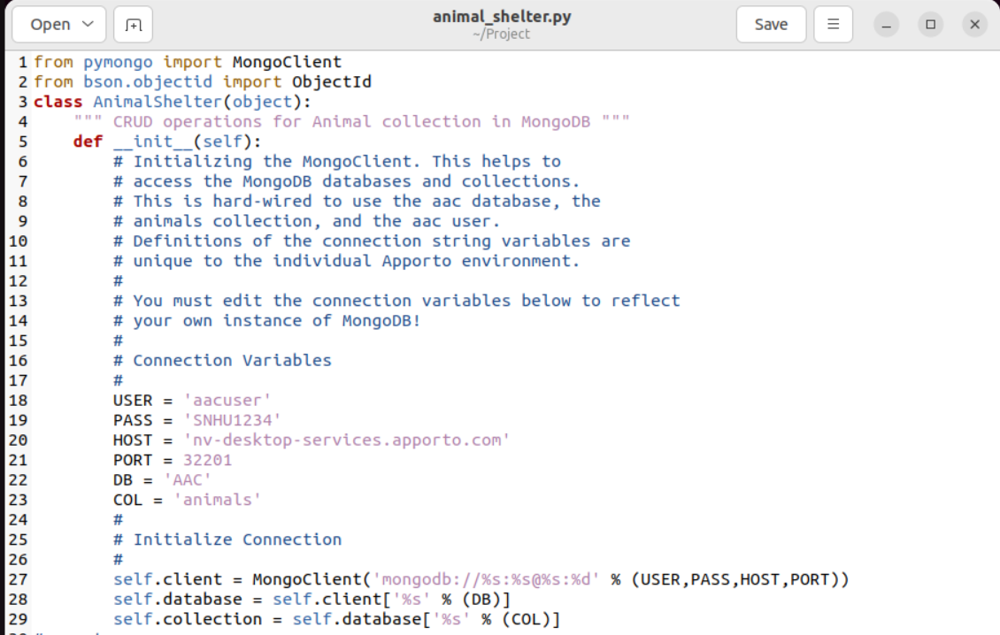 Open
animal_shelter.py
~/Project
Save
1 from pymongo import MongoClient
2 from bson.objectid import ObjectId
3 class AnimalShelter(object):
4     """ CRUD operations for Animal collection in MongoDB """
5     def __init__(self):
6         # Initializing the MongoClient. This helps to
7         # access the MongoDB databases and collections.
8         # This is hard-wired to use the aac database, the
9         # animals collection, and the aac user.
10         # Definitions of the connection string variables are
11         # unique to the individual Apporto environment.
12         #
13         # You must edit the connection variables below to reflect
14         # your own instance of MongoDB!
15         #
16         # Connection Variables
17         #
18         USER = 'aacuser'
19         PASS = 'SNHU1234'
20         HOST = 'nv-desktop-services.apporto.com'
21         PORT = 32201
22         DB = 'AAC'
23         COL = 'animals'
24         #
25         # Initialize Connection
26         #
27         self.client = MongoClient('mongodb://%s:%s@%s:%d' % (USER,PASS,HOST,PORT))
28         self.database = self.client['%s' % (DB)]
29         self.collection = self.database['%s' % (COL)]